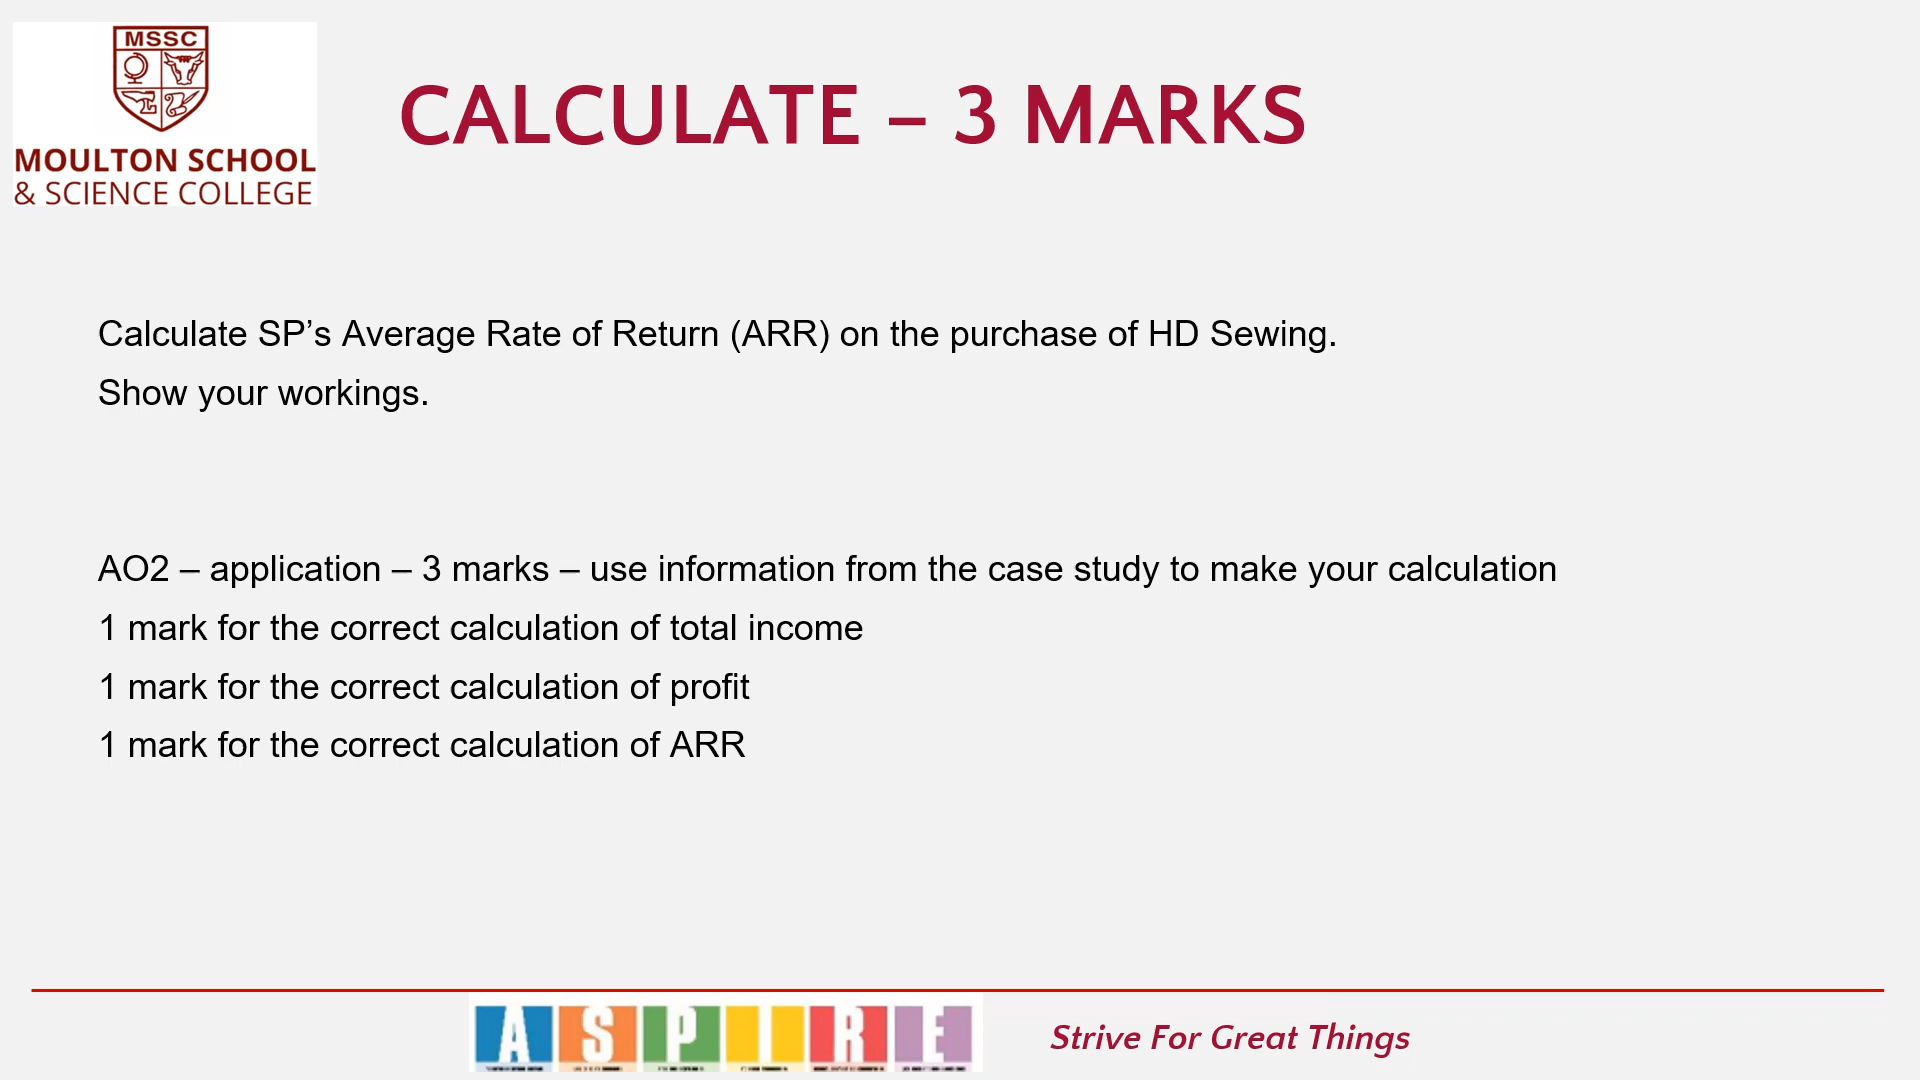 MSSC
MOULTON SCHOOL
& SCIENCE COLLEGE
CALCULATE – 3 MARKS
Calculate SP’s Average Rate of Return (ARR) on the purchase of HD Sewing.
Show your workings.
AO2 – application – 3 marks – use information from the case study to make your calculation
1 mark for the correct calculation of total income
1 mark for the correct calculation of profit
1 mark for the correct calculation of ARR
ASPIRE
Strive For Great Things